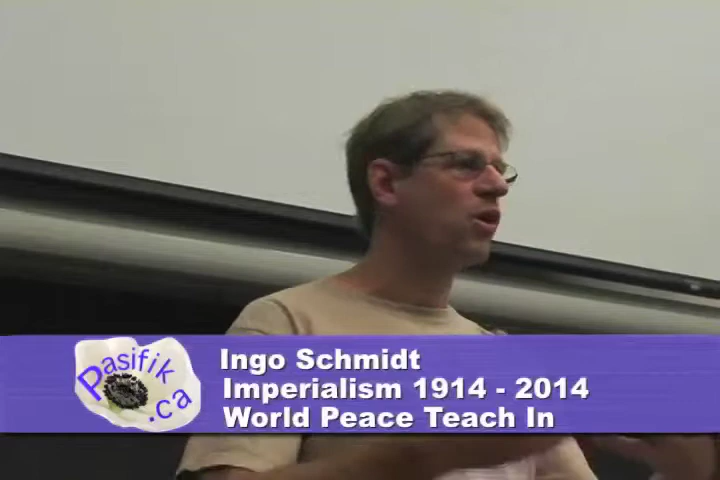 Pasifik
.ca
Ingo Schmidt
Imperialism 1914 - 2014
World Peace Teach In